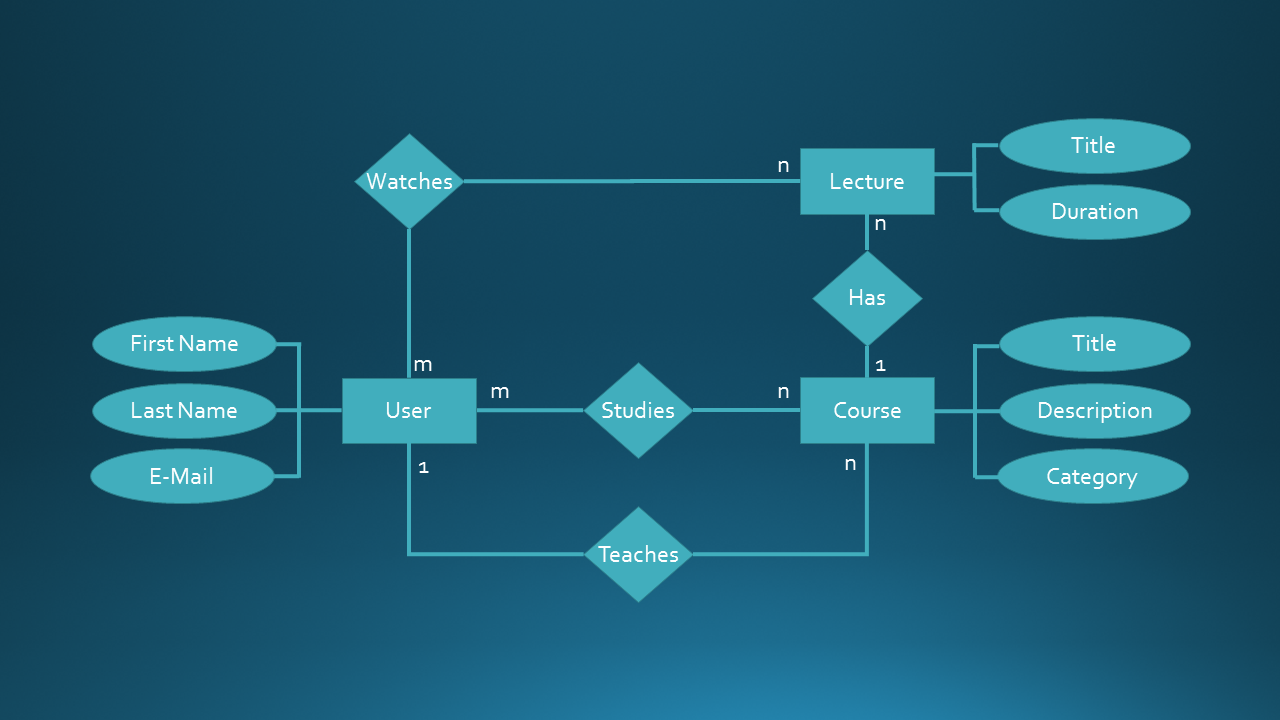 Title
n
Watches
Lecture
Duration
n
Has
First Name
Title
m
1
m
n
Last Name
User
Studies
Course
Description
1
n
E-Mail
Category
Teaches